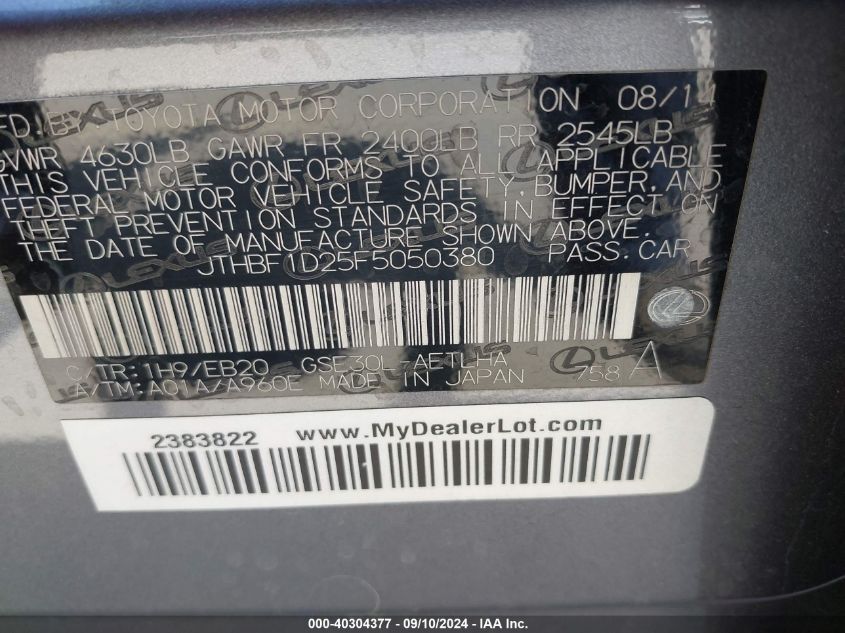 FD. BY TOYOTA MOTOR CORPORATION 08/1
GVWR 4630LB GAWR FR 2400LB RR 2545LB
THIS VEHICLE CONFORMS TO ALL APPLICABLE
FEDERAL MOTOR VEHICLE SAFETY, BUMPER, AND
THEFT PREVENTION STANDARDS IN EFFECT ON
THE DATE OF MANUFACTURE SHOWN ABOVE.
JTHBF1D25F5050380 PASS. CAR
C/TR:1H9/EB20 GSE30L-AETLHA
A/TM:A01A/A960E MADE IN JAPAN 758 A
2383822 www.MyDealerLot.com
000-40304377 - 09/10/2024 - IAA Inc.